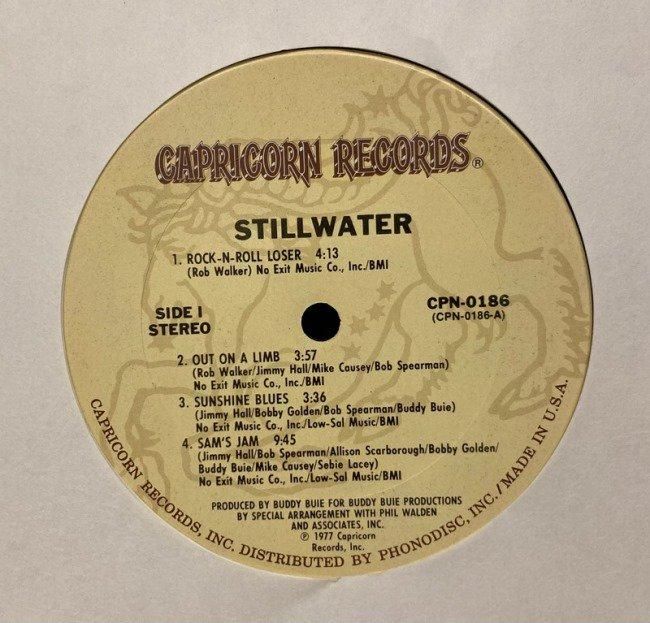 CAPRICORN RECORDS®
STILLWATER
1. ROCK-N-ROLL LOSER 4:13
(Rob Walker) No Exit Music Co., Inc./BMI
SIDE I
STEREO
CPN-0186
(CPN-0186-A)
2. OUT ON A LIMB 3:57
(Rob Walker/Jimmy Hall/Mike Causey/Bob Spearman)
No Exit Music Co., Inc./BMI
3. SUNSHINE BLUES 3:36
(Jimmy Hall/Bobby Golden/Bob Spearman/Buddy Buie)
No Exit Music Co., Inc./Low-Sal Music/BMI
4. SAM'S JAM 9:45
(Jimmy Hall/Bob Spearman/Allison Scarborough/Bobby Golden/
Buddy Buie/Mike Causey/Sebie Lacey)
No Exit Music Co., Inc./Low-Sal Music/BMI
PRODUCED BY BUDDY BUIE FOR BUDDY BUIE PRODUCTIONS
BY SPECIAL ARRANGEMENT WITH PHIL WALDEN
AND ASSOCIATES, INC.
℗ 1977 Capricorn
Records, Inc.
CAPRICORN RECORDS, INC. DISTRIBUTED BY PHONODISC, INC./MADE IN U.S.A.